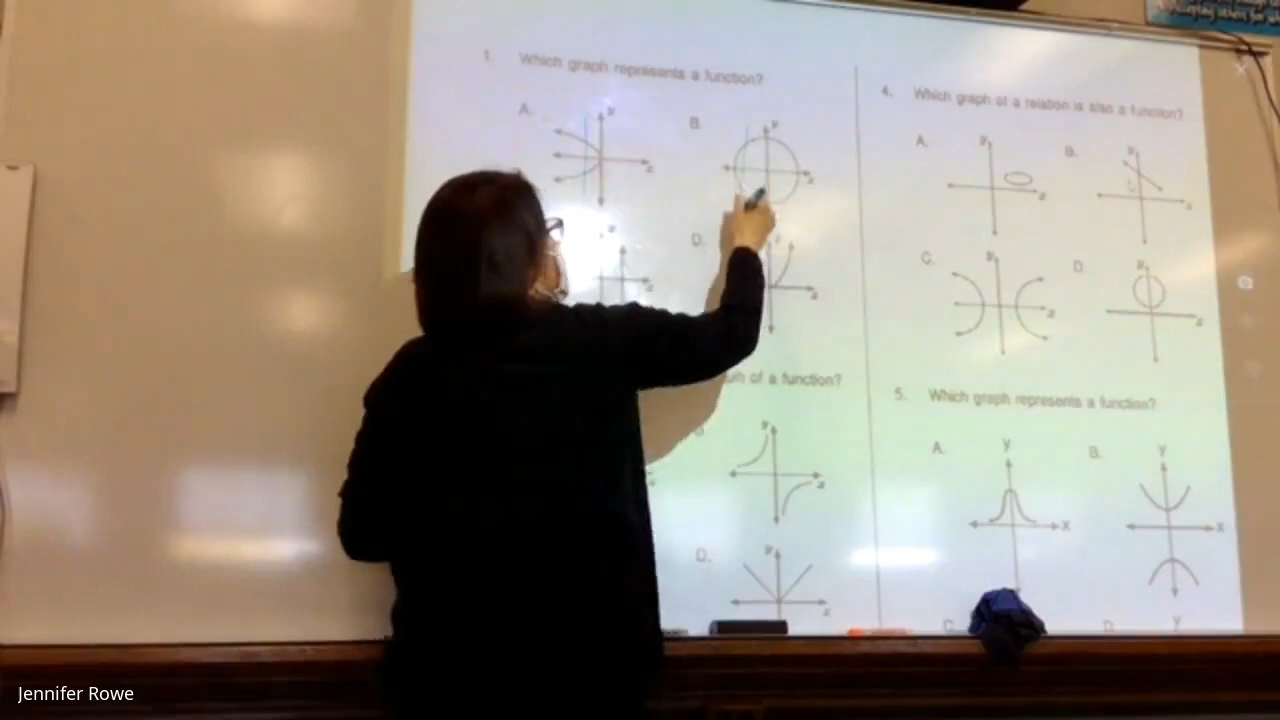 1. Which graph represents a function?
A.
y
x
B.
y
x
D.
x
of a function?
y
x
D.
y
x
4. Which graph of a relation is also a function?
A.
y
x
B.
y
x
C.
y
x
D.
y
x
5. Which graph represents a function?
A.
y
x
B.
y
x
C.
D.
y
Jennifer Rowe